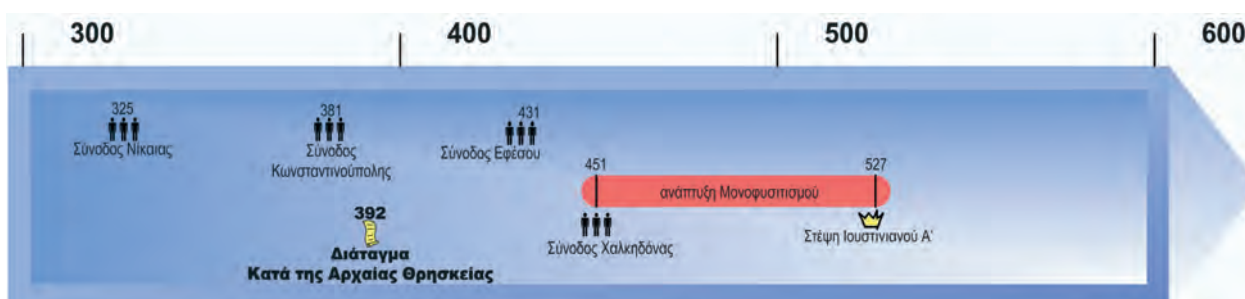 300 400 500 600
325
Σύνοδος Νίκαιας
381
Σύνοδος
Κωνσταντινούπολης
431
Σύνοδος Εφέσου
392
Διάταγμα
Κατά της Αρχαίας Θρησκείας
451
527
ανάπτυξη Μονοφυσιτισμού
Σύνοδος Χαλκηδόνας
Στέψη Ιουστινιανού Α'